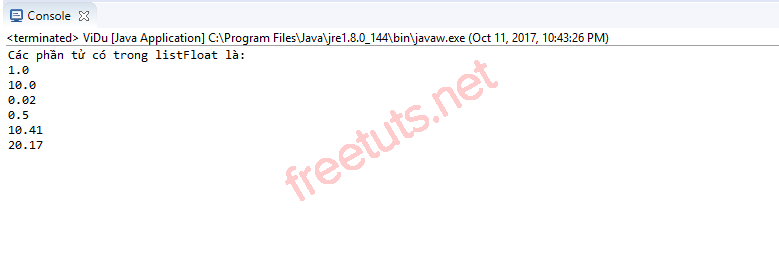 Console
<terminated> ViDu [Java Application] C:\Program Files\Java\jre1.8.0_144\bin\javaw.exe (Oct 11, 2017, 10:43:26 PM)
Các phần tử có trong listFloat là:
1.0
10.0
0.02
0.5
10.41
20.17
freetuts.net